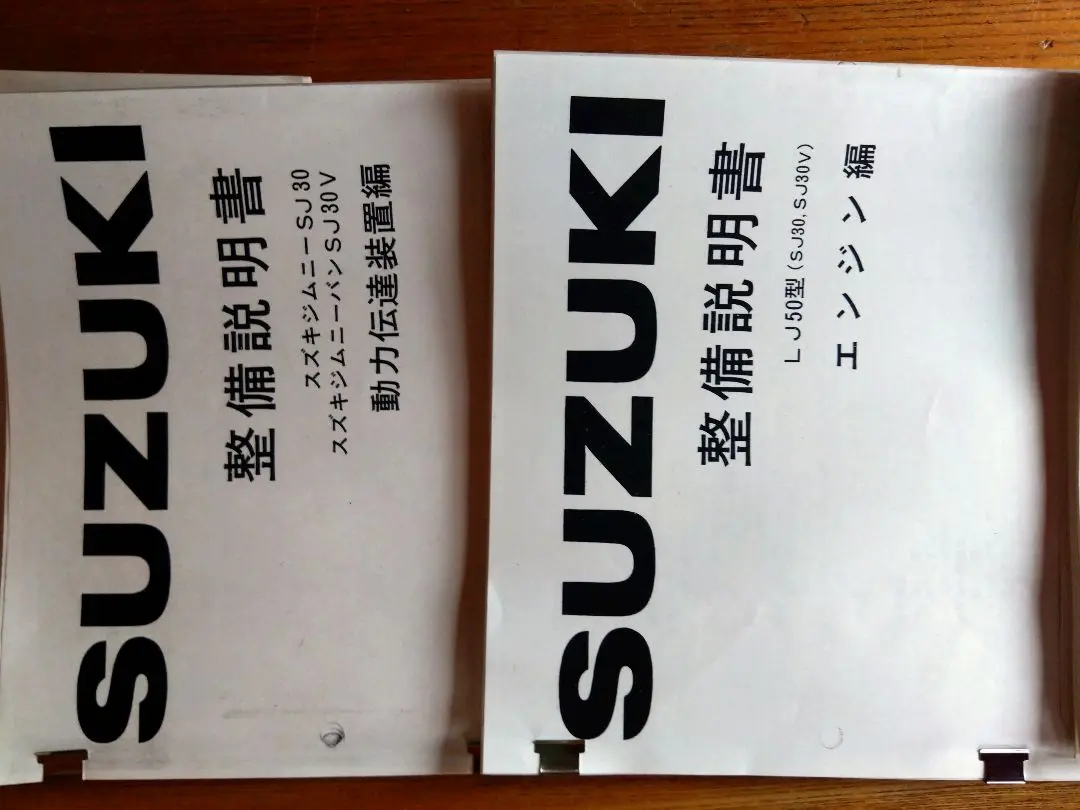 SUZUKI
整備説明書
スズキジムニーSJ30
スズキジムニーバンSJ30V
動力伝達装置編
SUZUKI
整備説明書
LJ50型(SJ30,SJ30V)
エンジン編